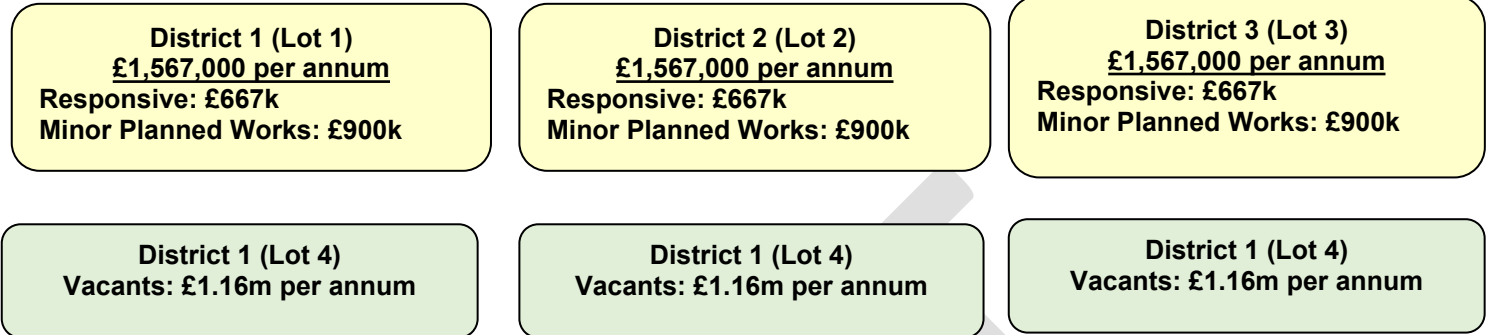 District 1 (Lot 1)
£1,567,000 per annum
Responsive: £667k
Minor Planned Works: £900k
District 2 (Lot 2)
£1,567,000 per annum
Responsive: £667k
Minor Planned Works: £900k
District 3 (Lot 3)
£1,567,000 per annum
Responsive: £667k
Minor Planned Works: £900k
District 1 (Lot 4)
Vacants: £1.16m per annum
District 1 (Lot 4)
Vacants: £1.16m per annum
District 1 (Lot 4)
Vacants: £1.16m per annum